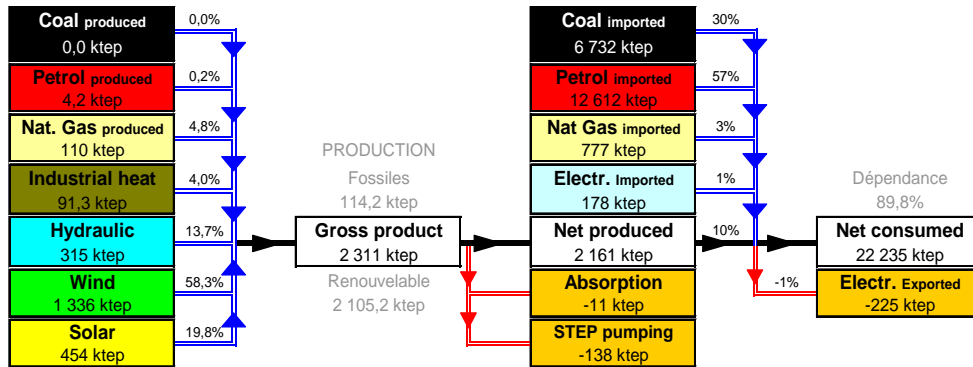 Coal produced
0,0 ktep
0,0%
Petrol produced
4,2 ktep
0,2%
Nat. Gas produced
110 ktep
4,8%
Industrial heat
91,3 ktep
4,0%
Hydraulic
315 ktep
13,7%
Wind
1 336 ktep
58,3%
Solar
454 ktep
19,8%
PRODUCTION
Fossiles
114,2 ktep
Gross product
2 311 ktep
Renouvelable
2 105,2 ktep
Coal imported
6 732 ktep
30%
Petrol imported
12 612 ktep
57%
Nat Gas imported
777 ktep
3%
Electr. Imported
178 ktep
1%
Net produced
2 161 ktep
10%
Absorption
-11 ktep
STEP pumping
-138 ktep
Dépendance
89,8%
Net consumed
22 235 ktep
-1%
Electr. Exported
-225 ktep